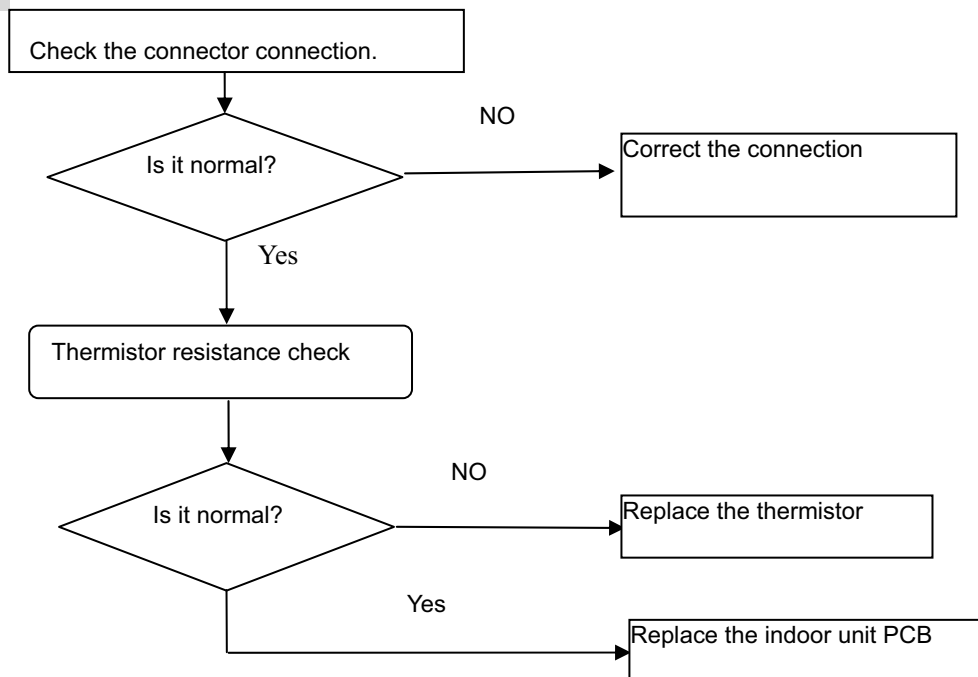 Check the connector connection.
NO
Is it normal?
Correct the connection
Yes
Thermistor resistance check
NO
Is it normal?
Replace the thermistor
Yes
Replace the indoor unit PCB